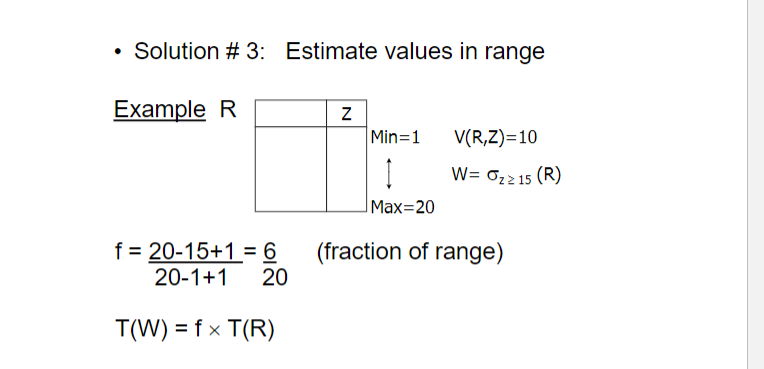 • Solution # 3: Estimate values in range
Example R
Z
Min=1 V(R,Z)=10
W= σz ≥ 15 (R)
Max=20
f = 20-15+1 = 6 (fraction of range)
20-1+1 20
T(W) = f × T(R)